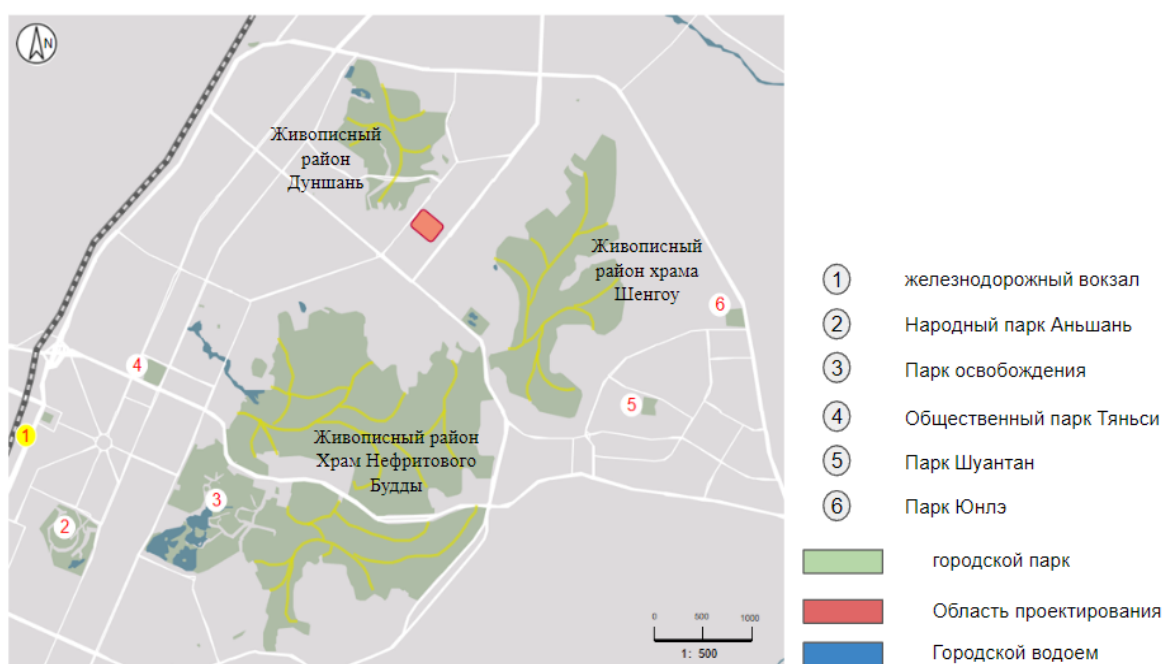 N
Живописный
район
Дуншань
Живописный
район храма
Шенгоу
6
4
5
1
Живописный район
Храм Нефритового
Будды
3
2
0 500 1000
1: 500
1 железнодорожный вокзал
2 Народный парк Аньшань
3 Парк освобождения
4 Общественный парк Тяньси
5 Парк Шуантан
6 Парк Юнлэ
городской парк
Область проектирования
Городской водоем